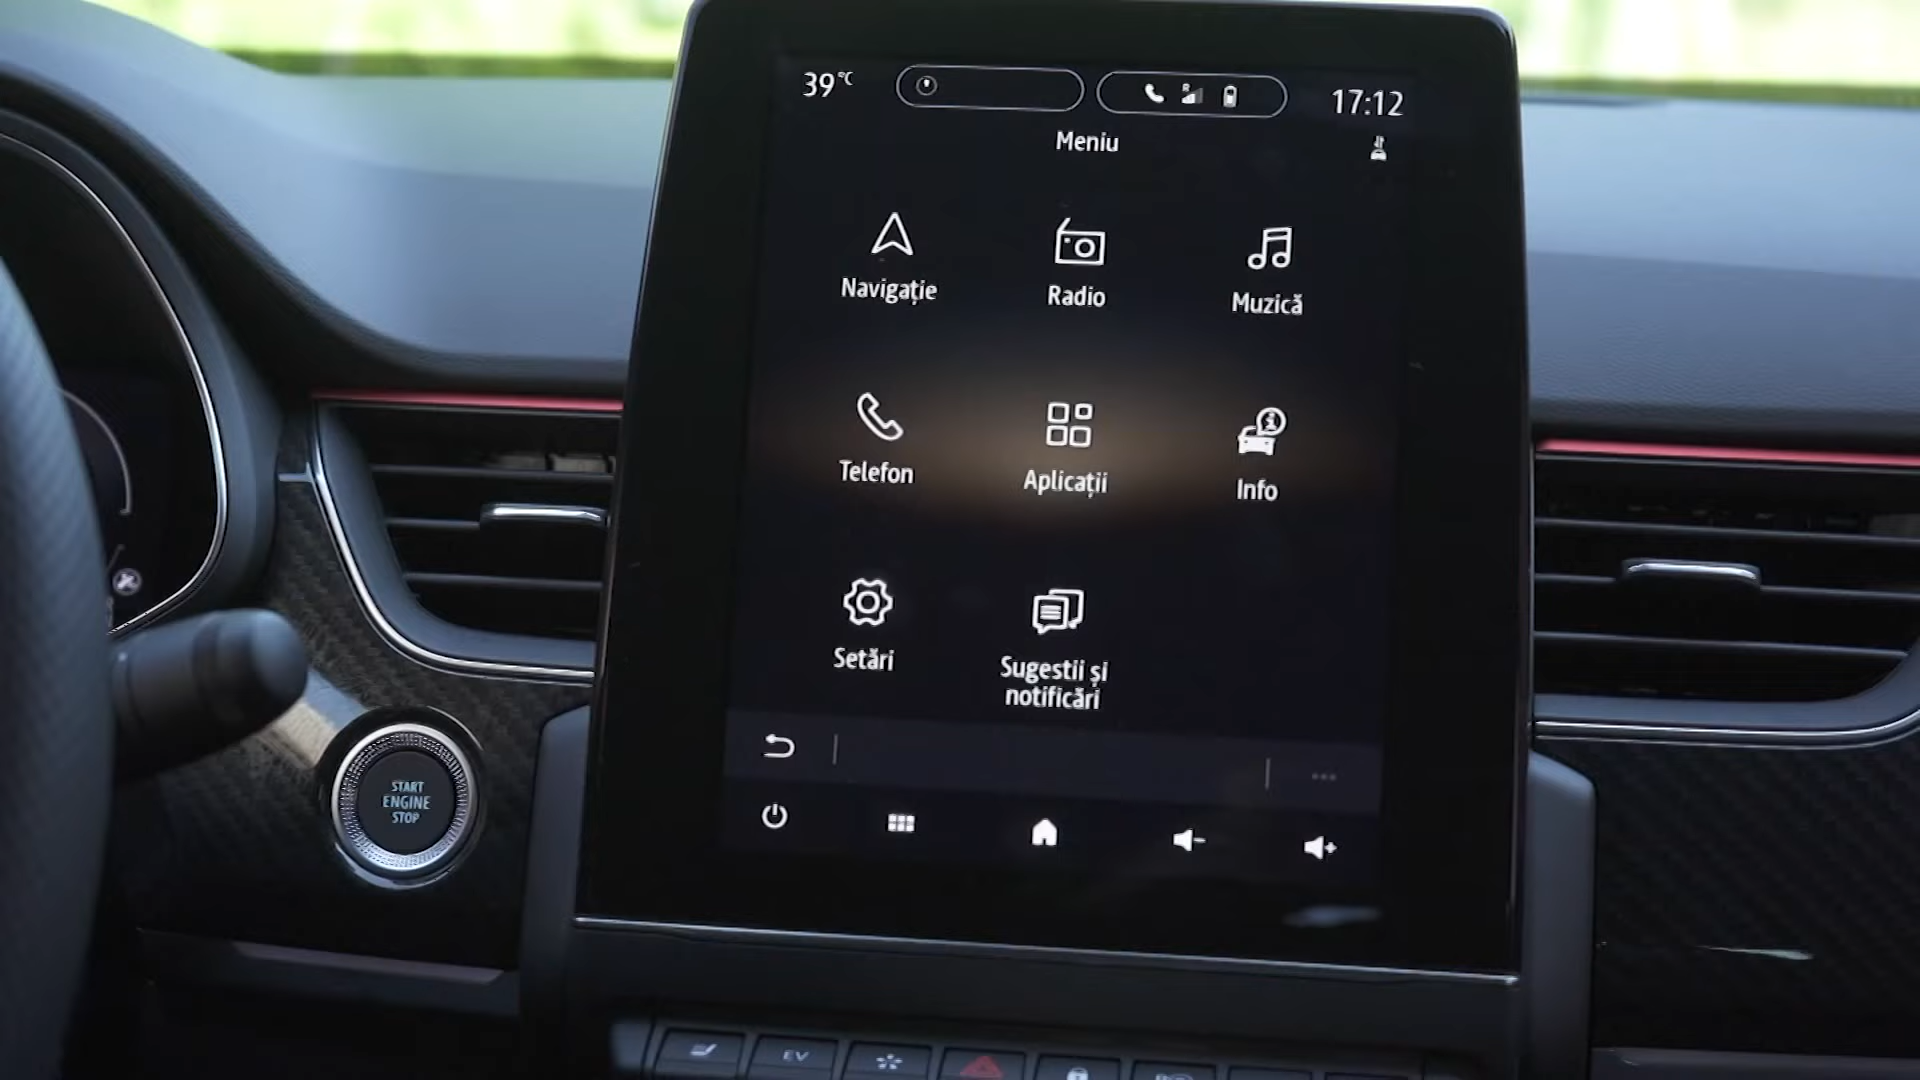 39°C
17:12
Meniu
Navigație
Radio
Muzică
Telefon
Aplicații
Info
Setări
Sugestii și
notificări
START
ENGINE
STOP
EV